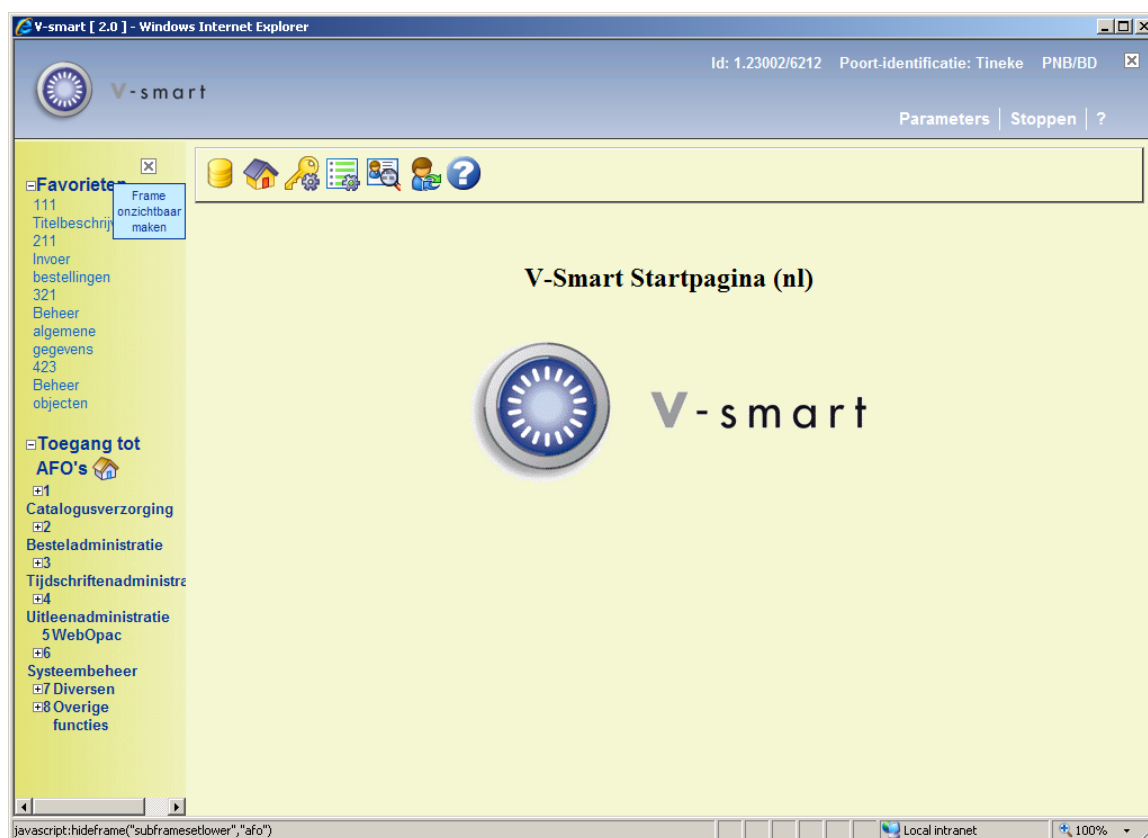 V-smart [ 2.0 ] - Windows Internet Explorer
Id: 1.23002/6212 Poort-identificatie: Tineke PNB/BD
V-smart
Parameters Stoppen ?
Favorieten
Frame
onzichtbaar
maken
111
Titelbeschrijv
211
Invoer
bestellingen
321
Beheer
algemene
gegevens
423
Beheer
objecten
Toegang tot
AFO's
1
Catalogusverzorging
2
Besteladministratie
3
Tijdschriftenadministra
4
Uitleenadministratie
5 WebOpac
6
Systeembeheer
7 Diversen
8 Overige
functies
V-Smart Startpagina (nl)
V-smart
javascript:hideframe("subframesetlower","afo")
Local intranet
100%